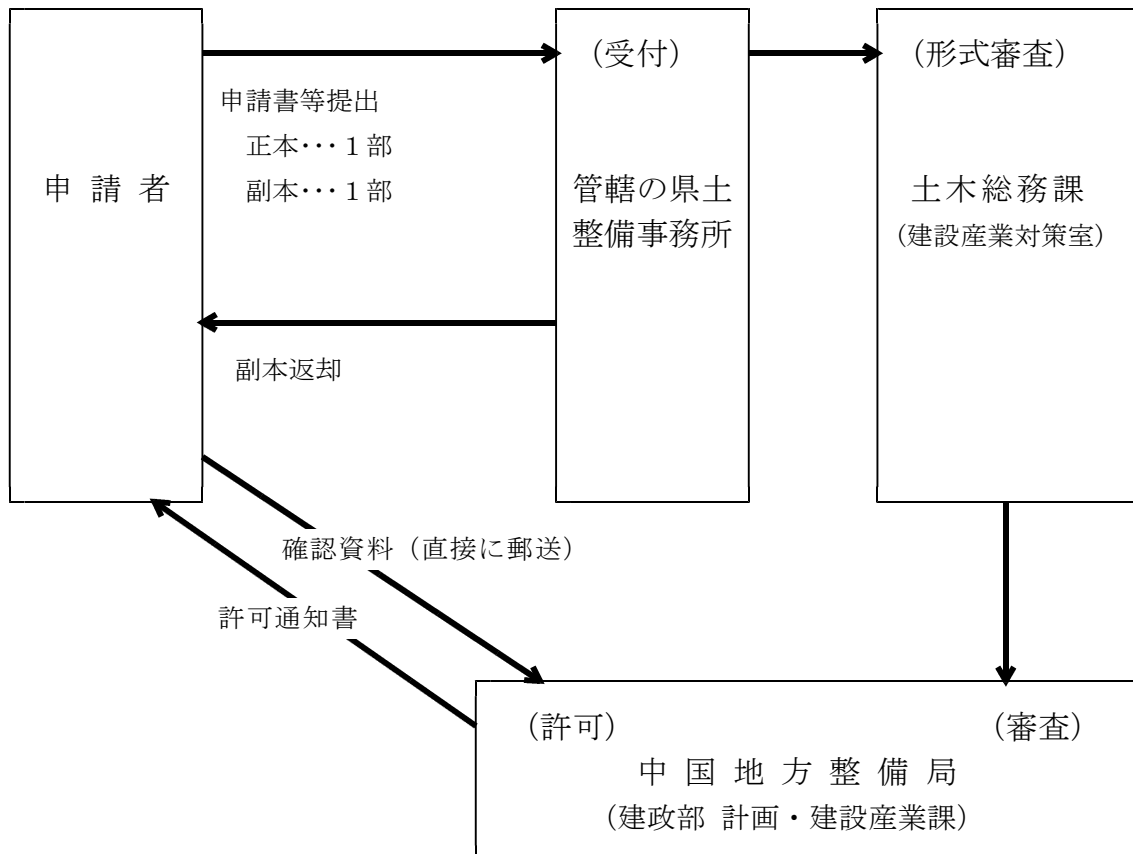 (受付)
(形式審査)
申請書等提出
正本･･･１部
副本･･･１部
申請者
管轄の県土
整備事務所
土木総務課
(建設産業対策室)
副本返却
確認資料（直接に郵送）
許可通知書
(許可)
(審査)
中国地方整備局
(建政部 計画・建設産業課)